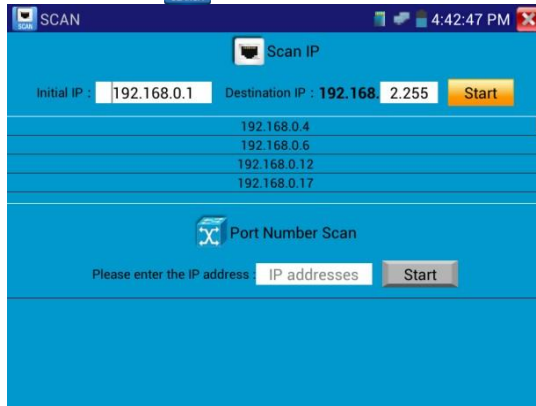 SCAN
SCAN 4:42:47 PM
Scan IP
Initial IP : 192.168.0.1 Destination IP : 192.168. 2.255 Start
192.168.0.4
192.168.0.6
192.168.0.12
192.168.0.17
Port Number Scan
Please enter the IP address : IP addresses Start